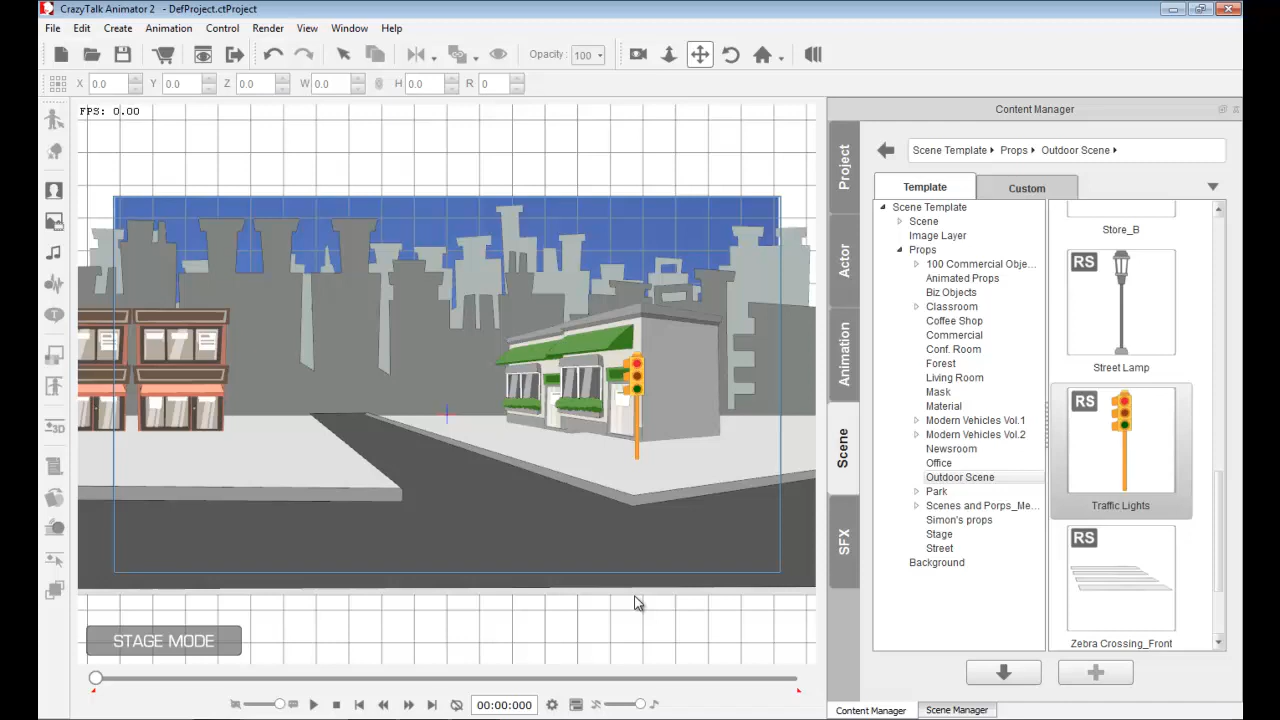 CrazyTalk Animator 2 - DefProject.ctProject
File Edit Create Animation Control Render View Window Help
Opacity: 100
X 0.0 Y 0.0 Z 0.0 W 0.0 H 0.0 R 0
FPS: 0.00
STAGE MODE
00:00:000
3D
T
Content Manager
Project
Actor
Animation
Scene
SFX
Scene Template Props Outdoor Scene
Template Custom
Scene Template
Scene
Image Layer
Props
100 Commercial Obje...
Animated Props
Biz Objects
Classroom
Coffee Shop
Commercial
Conf. Room
Forest
Living Room
Mask
Material
Modern Vehicles Vol.1
Modern Vehicles Vol.2
Newsroom
Office
Outdoor Scene
Park
Scenes and Porps_Me...
Simon's props
Stage
Street
Background
Store_B
RS
Street Lamp
RS
Traffic Lights
RS
Zebra Crossing_Front
Content Manager Scene Manager